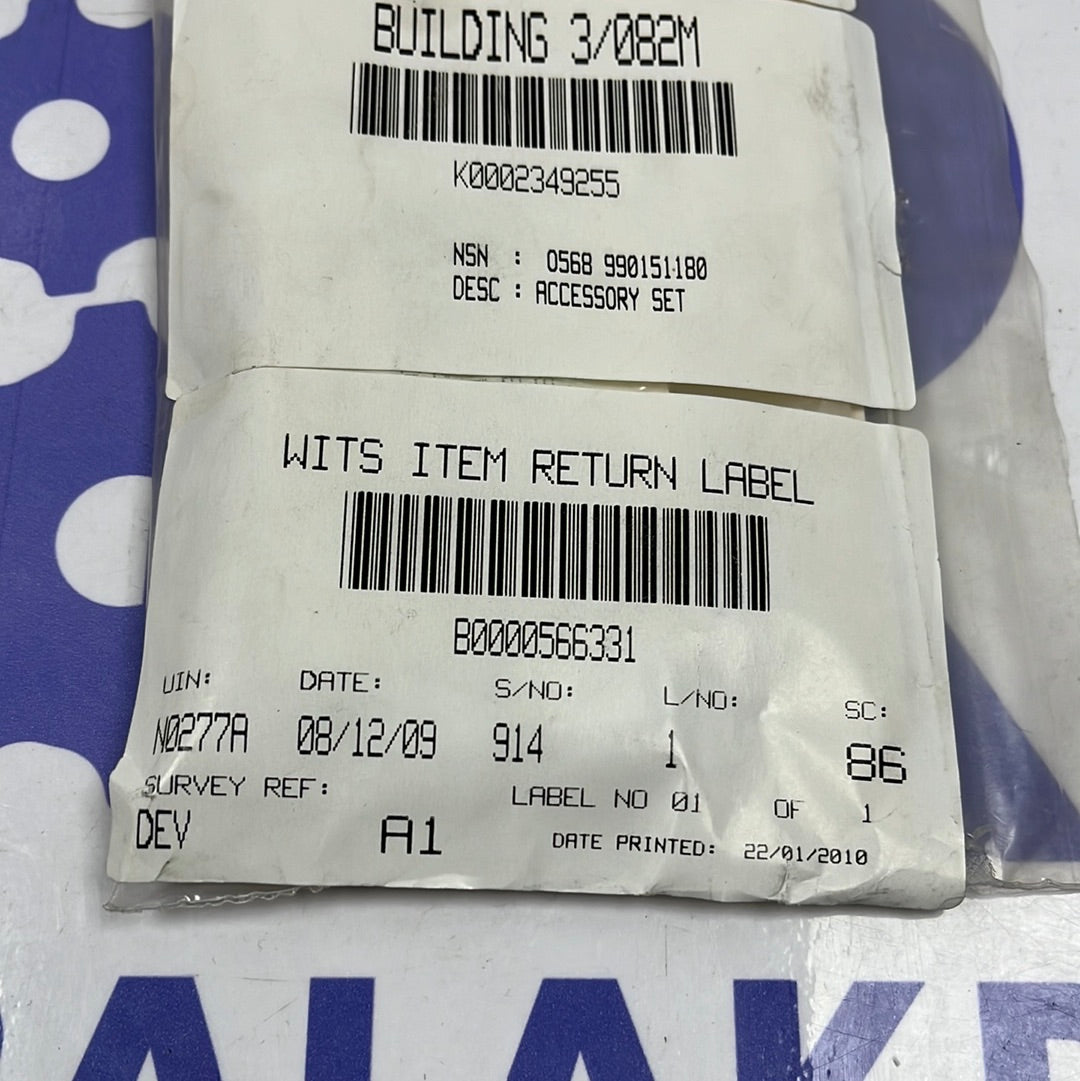 BUILDING 3/082M
K0002349255
NSN : 0568 990151180
DESC : ACCESSORY SET
WITS ITEM RETURN LABEL
B0000566331
UIN: DATE: S/NO: L/NO: SC:
N0277A 08/12/09 914 1 86
SURVEY REF: LABEL NO 01 OF 1
DEV A1 DATE PRINTED: 22/01/2010